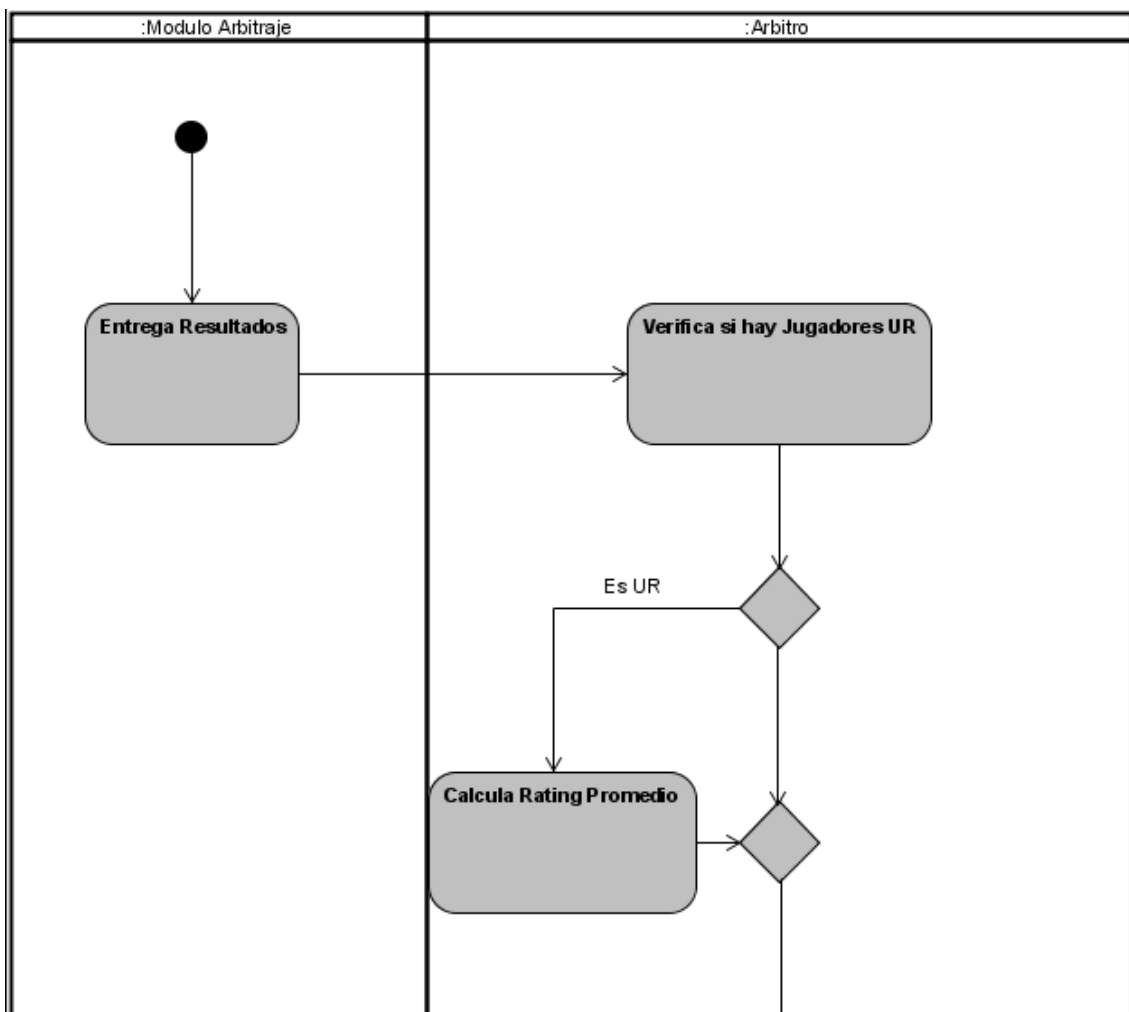 :Modulo Arbitraje
:Arbitro
Entrega Resultados
Verifica si hay Jugadores UR
Es UR
Calcula Rating Promedio